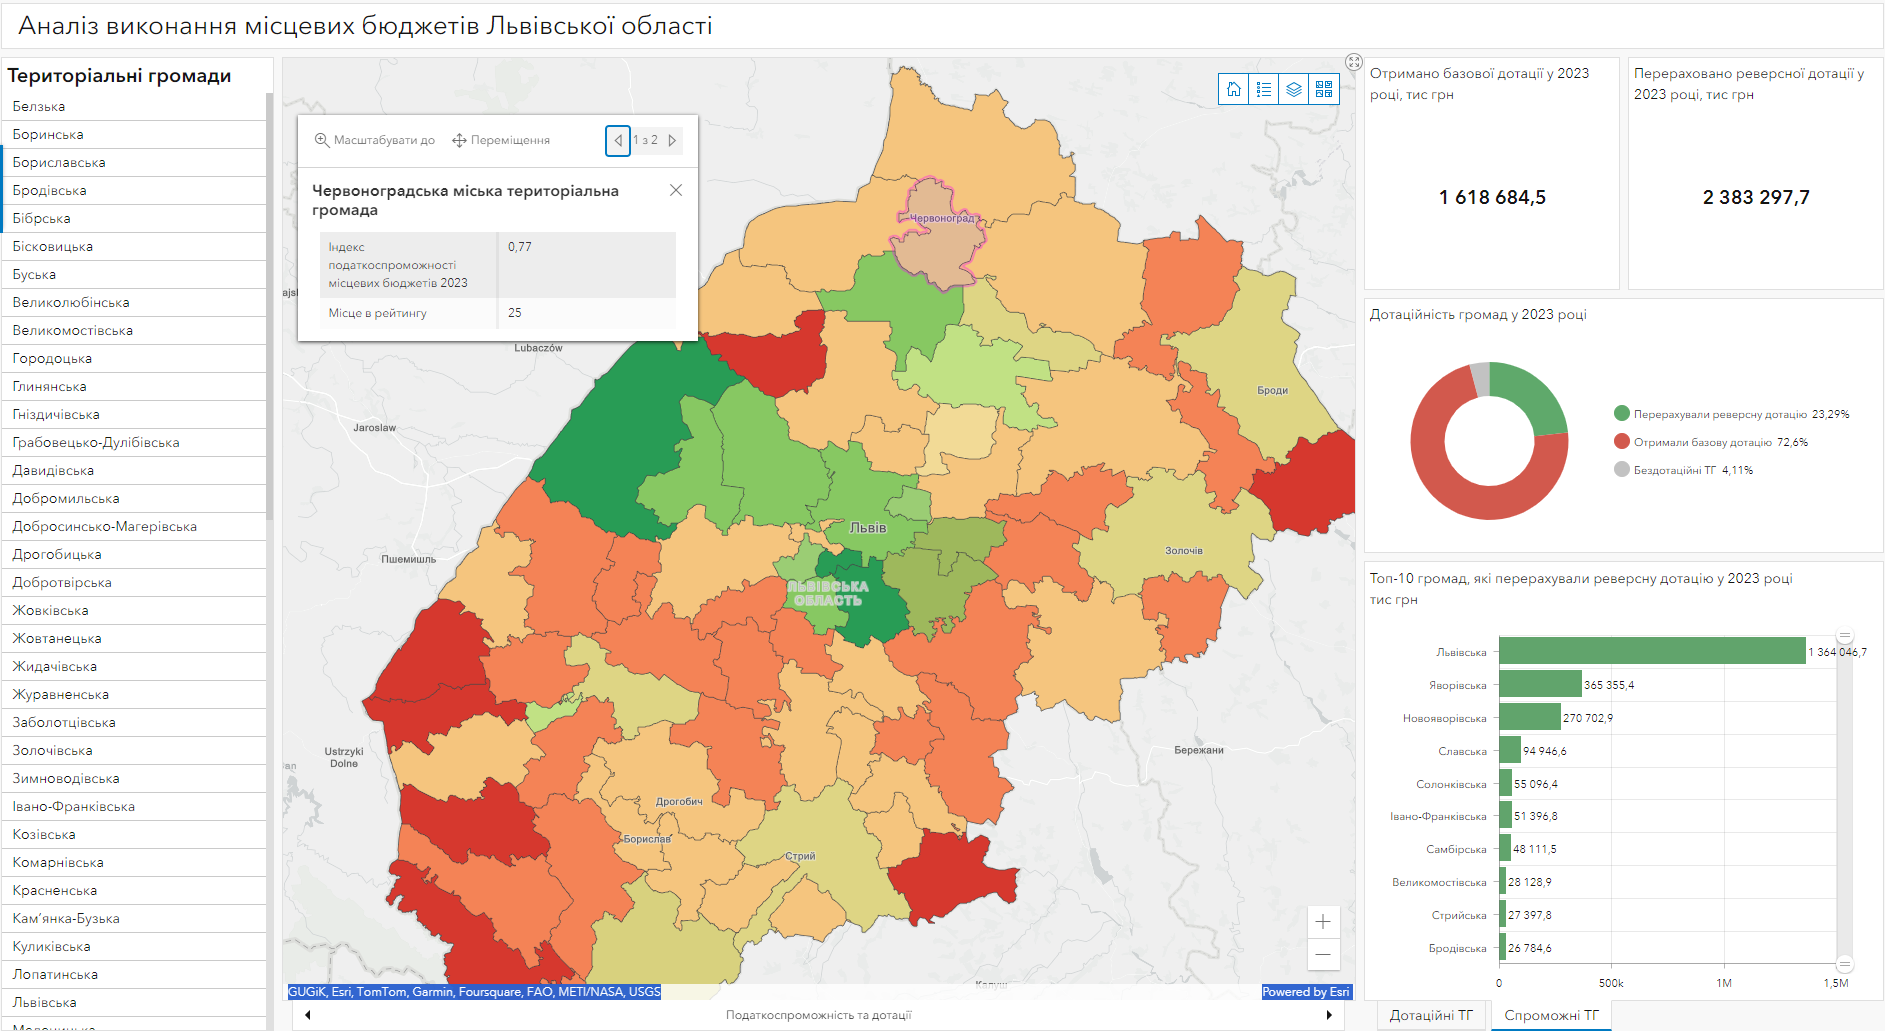 Аналіз виконання місцевих бюджетів Львівської області
Територіальні громади
Белзька
Боринська
Бориславська
Бродівська
Бібрська
Бісковицька
Буська
Великолюбінська
Великомостівська
Городоцька
Глинянська
Гніздичівська
Грабовецько-Дулібівська
Давидівська
Добромильська
Добросинсько-Магерівська
Дрогобицька
Добротвірська
Жовківська
Жовтанецька
Жидачівська
Журавненська
Заболотцівська
Золочівська
Зимноводівська
Івано-Франківська
Козівська
Комарнівська
Красненська
Кам’янка-Бузька
Куликівська
Лопатинська
Львівська
Масштабувати до
Переміщення
1 з 2
Червоноградська міська територіальна
громада
Індекс
податкоспроможності
місцевих бюджетів 2023
0,77
Місце в рейтингу
25
Червоноград
Lubaczów
Jaroslaw
Пшемишль
Броди
Львів
Золочів
ЛЬВІВСЬКА
ОБЛАСТЬ
Ustrzyki
Dolne
Бережани
Дрогобич
Борислав
Стрий
Калуш
GUGiK, Esri, TomTom, Garmin, Foursquare, FAO, METI/NASA, USGS
Powered by Esri
Податкоспроможність та дотації
Отримано базової дотації у 2023
році, тис грн
1 618 684,5
Перераховано реверсної дотації у
2023 році, тис грн
2 383 297,7
Дотаційність громад у 2023 році
Перерахували реверсну дотацію 23,29%
Отримали базову дотацію 72,6%
Бездотаційні ТГ 4,11%
Топ-10 громад, які перерахували реверсну дотацію у 2023 році
тис грн
Львівська 1 364 046,7
Яворівська 365 355,4
Новояворівська 270 702,9
Славська 94 946,6
Солонківська 55 096,4
Івано-Франківська 51 396,8
Самбірська 48 111,5
Великомостівська 28 128,9
Стрийська 27 397,8
Бродівська 26 784,6
0 500k 1M 1,5M
Дотаційні ТГ
Спроможні ТГ